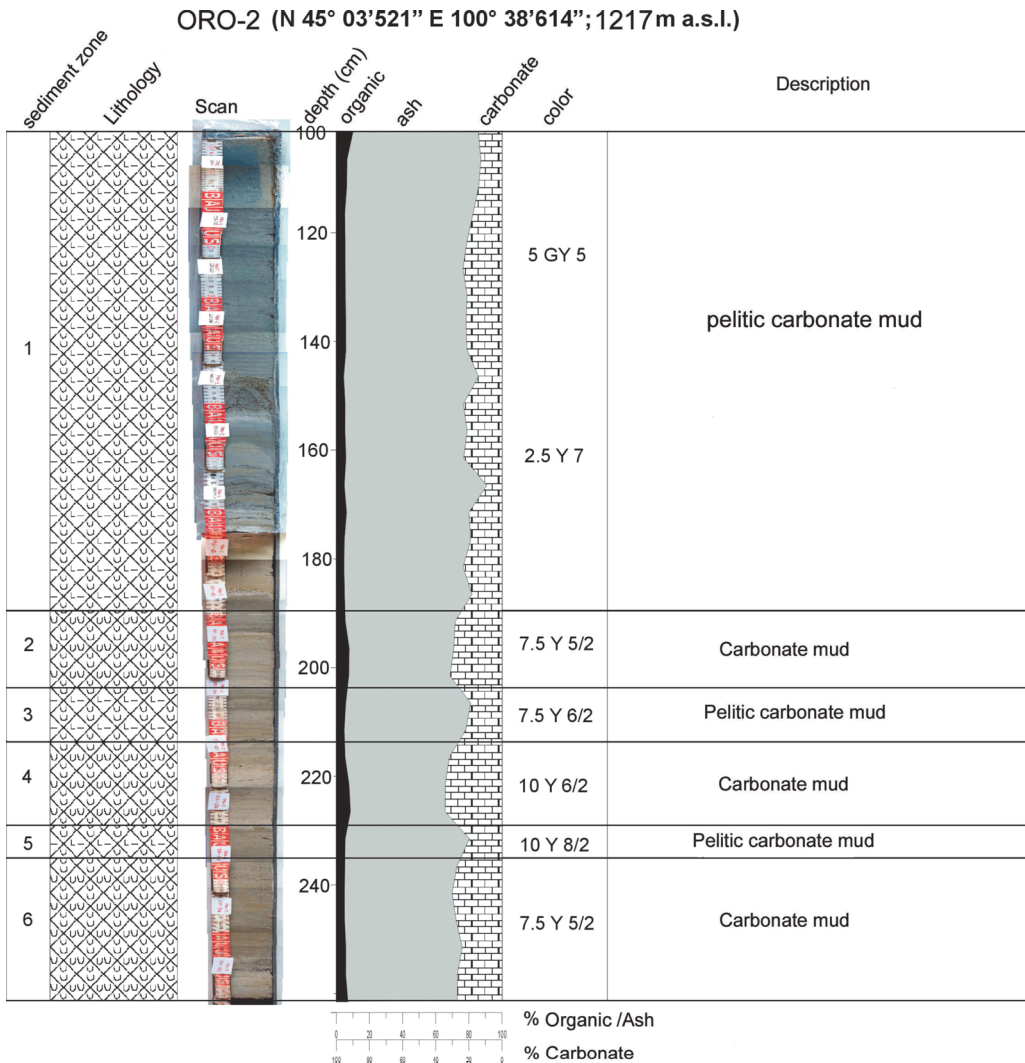 ORO-2 (N 45° 03’521” E 100° 38’614”; 1217 m a.s.l.)
sediment zone
Lithology
Scan
depth (cm)
organic
ash
carbonate
color
Description
100
120
140
160
180
200
220
240
1
5 GY 5
2.5 Y 7
pelitic carbonate mud
2
7.5 Y 5/2
Carbonate mud
3
7.5 Y 6/2
Pelitic carbonate mud
4
10 Y 6/2
Carbonate mud
5
10 Y 8/2
Pelitic carbonate mud
6
7.5 Y 5/2
Carbonate mud
0 20 40 60 80 100
% Organic /Ash
100 80 60 40 20 0
% Carbonate